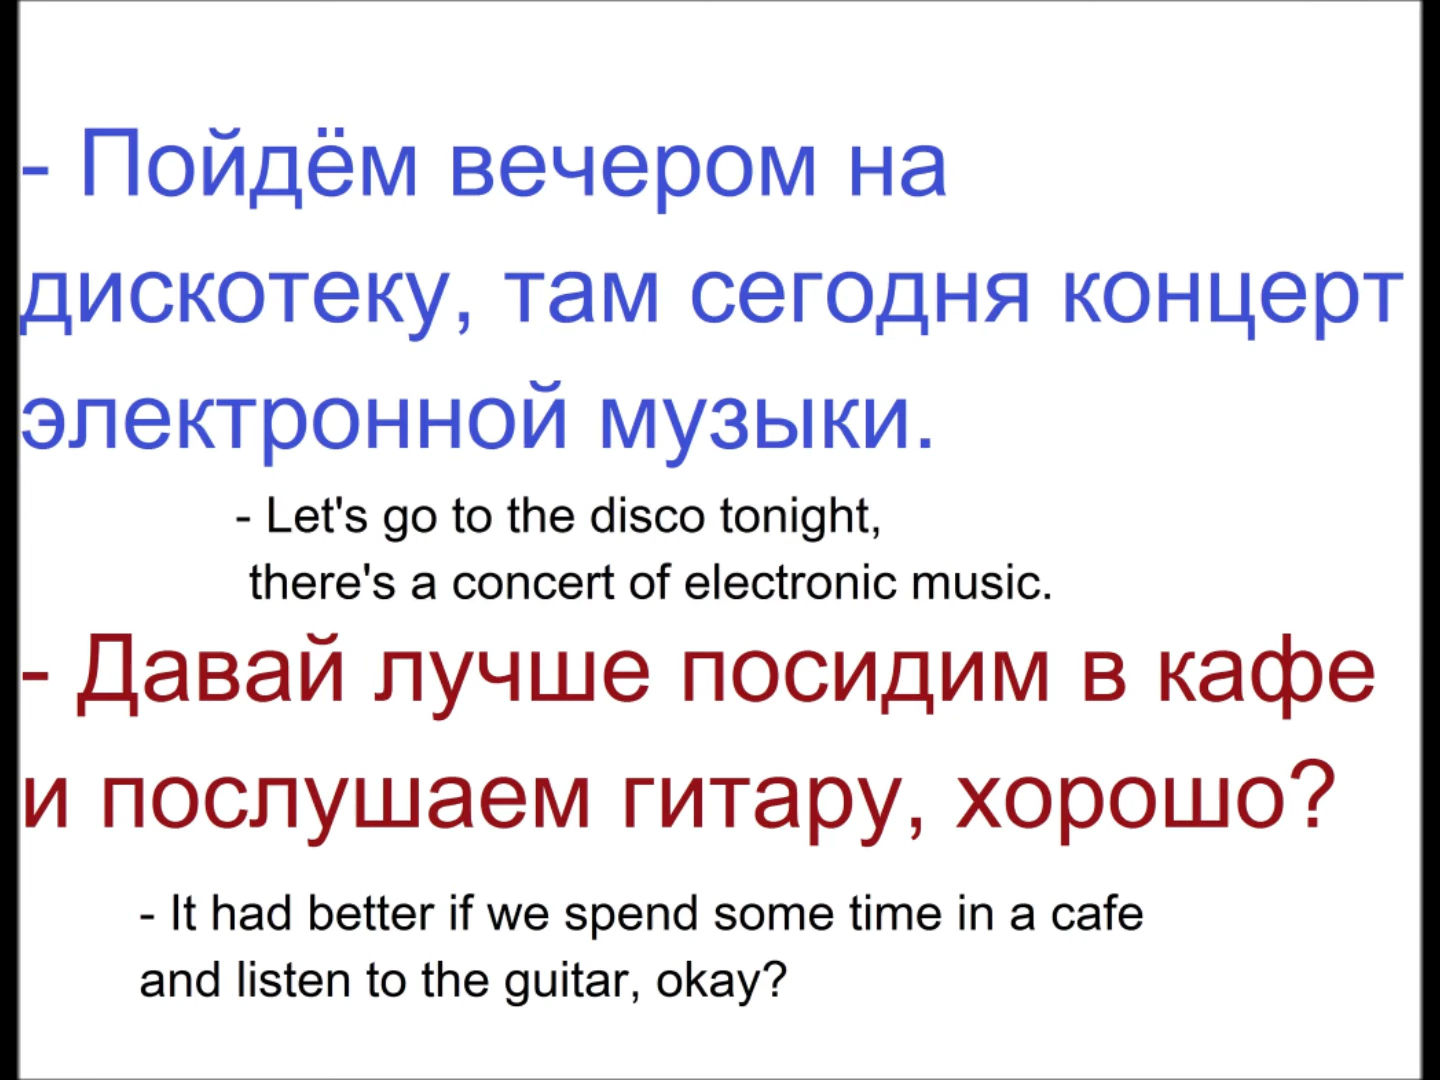 - Пойдём вечером на
дискотеку, там сегодня концерт
электронной музыки.
- Let's go to the disco tonight,
there's a concert of electronic music.
- Давай лучше посидим в кафе
и послушаем гитару, хорошо?
- It had better if we spend some time in a cafe
and listen to the guitar, okay?